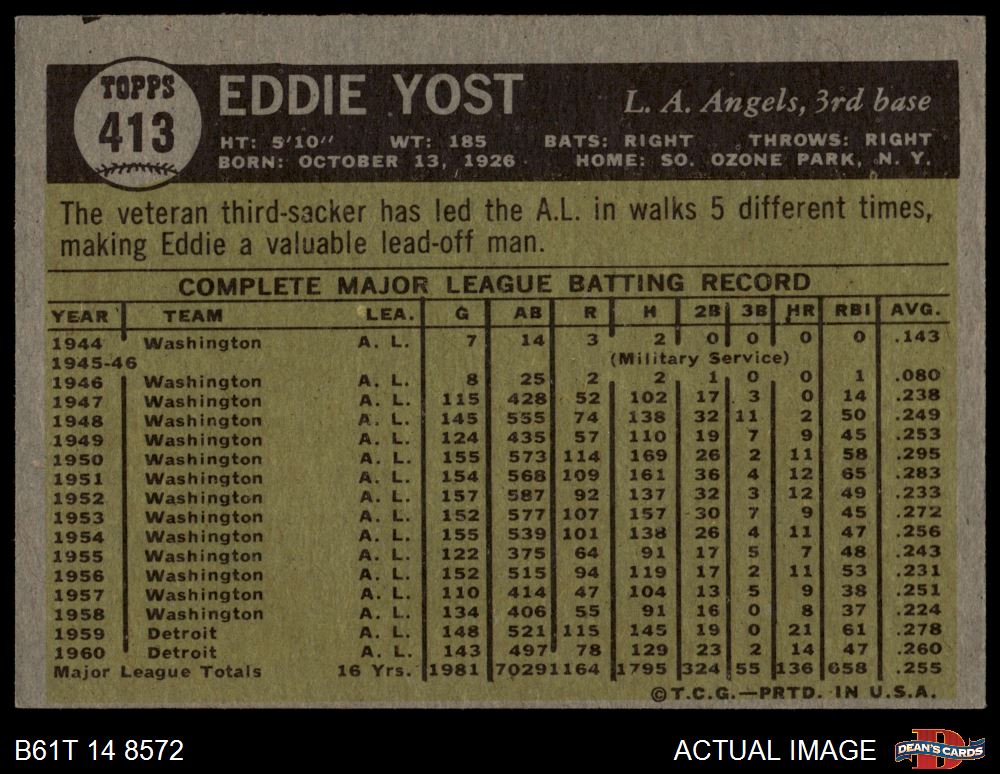 TOPPS
413
EDDIE YOST
L. A. Angels, 3rd base
HT: 5'10" WT: 185 BATS: RIGHT THROWS: RIGHT
BORN: OCTOBER 13, 1926 HOME: SO. OZONE PARK, N. Y.
The veteran third-sacker has led the A.L. in walks 5 different times,
making Eddie a valuable lead-off man.
COMPLETE MAJOR LEAGUE BATTING RECORD
YEAR TEAM LEA. G AB R H 2B 3B HR RBI AVG.
1944 Washington A. L. 7 14 3 2 0 0 0 0 .143
1945-46 (Military Service)
1946 Washington A. L. 8 25 2 2 1 0 0 1 .080
1947 Washington A. L. 115 428 52 102 17 3 0 14 .238
1948 Washington A. L. 145 555 74 138 32 11 2 50 .249
1949 Washington A. L. 124 435 57 110 19 7 9 45 .253
1950 Washington A. L. 155 573 114 169 26 2 11 58 .295
1951 Washington A. L. 154 568 109 161 36 4 12 65 .283
1952 Washington A. L. 157 587 92 137 32 3 12 49 .233
1953 Washington A. L. 152 577 107 157 30 7 9 45 .272
1954 Washington A. L. 155 539 101 138 26 4 11 47 .256
1955 Washington A. L. 122 375 64 91 17 5 7 48 .243
1956 Washington A. L. 152 515 94 119 17 2 11 53 .231
1957 Washington A. L. 110 414 47 104 13 5 9 38 .251
1958 Washington A. L. 134 406 55 91 16 0 8 37 .224
1959 Detroit A. L. 148 521 115 145 19 0 21 61 .278
1960 Detroit A. L. 143 497 78 129 23 2 14 47 .260
Major League Totals 16 Yrs. 1981 7029 1164 1795 324 55 136 658 .255
©T.C.G.—PRTD. IN U.S.A.
B61T 14 8572 ACTUAL IMAGE DEAN'S CARDS